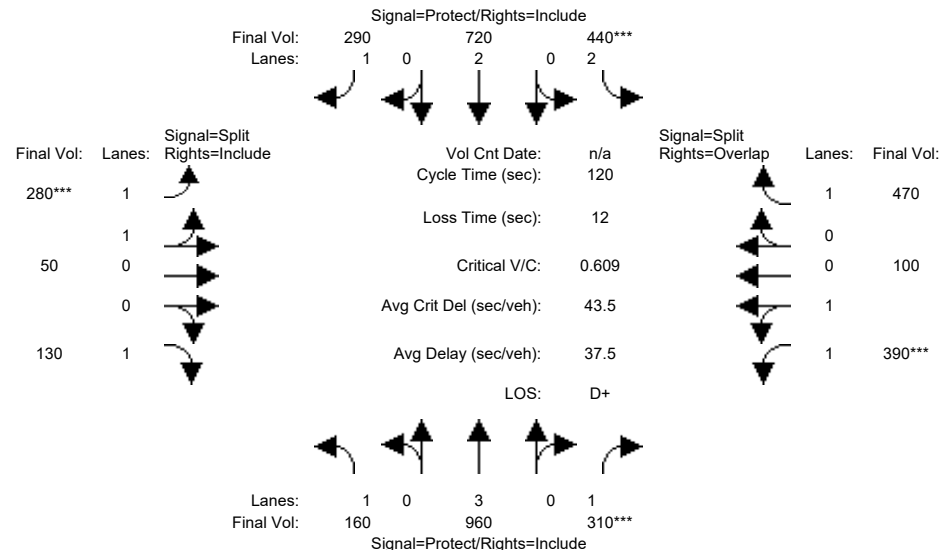 Signal=Protect/Rights=Include
Final Vol: 290 720 440***
Lanes: 1 0 2 0 2
Signal=Split
Final Vol: Lanes: Rights=Include
Vol Cnt Date: n/a
Signal=Split
Rights=Overlap Lanes: Final Vol:
Cycle Time (sec): 120
280*** 1
1 470
Loss Time (sec): 12
1
0
50 0
Critical V/C: 0.609
0 100
0
Avg Crit Del (sec/veh): 43.5
1
130 1
Avg Delay (sec/veh): 37.5
1 390***
LOS: D+
Lanes: 1 0 3 0 1
Final Vol: 160 960 310***
Signal=Protect/Rights=Include